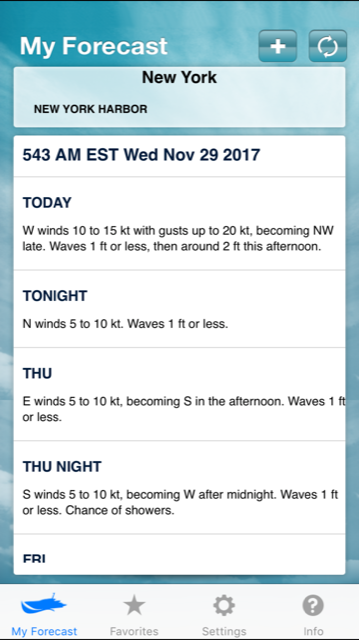 My Forecast
New York
NEW YORK HARBOR
543 AM EST Wed Nov 29 2017
TODAY
W winds 10 to 15 kt with gusts up to 20 kt, becoming NW
late. Waves 1 ft or less, then around 2 ft this afternoon.
TONIGHT
N winds 5 to 10 kt. Waves 1 ft or less.
THU
E winds 5 to 10 kt, becoming S in the afternoon. Waves 1 ft
or less.
THU NIGHT
S winds 5 to 10 kt, becoming W after midnight. Waves 1 ft
or less. Chance of showers.
FRI
My Forecast
Favorites
Settings
Info